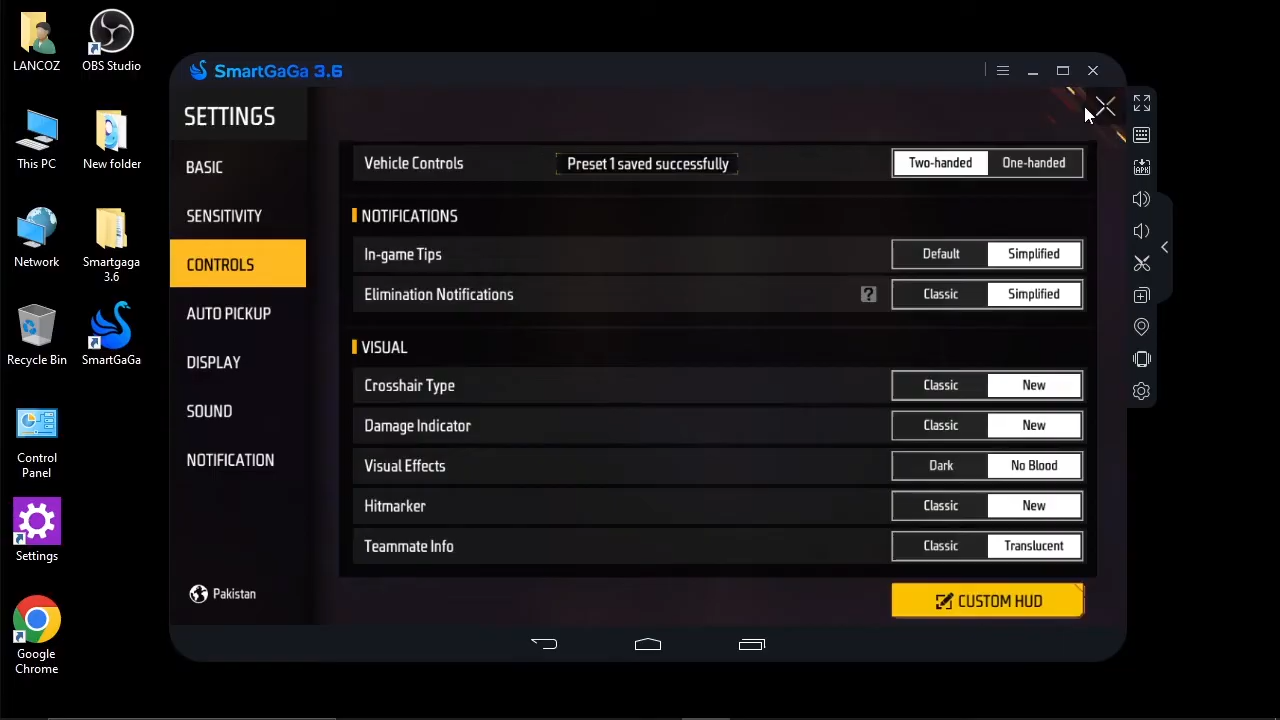 LANCOZ
OBS Studio
This PC
New folder
Network
Smartgaga
3.6
Recycle Bin
SmartGaGa
Control
Panel
Settings
Google
Chrome
SmartGaGa 3.6
SETTINGS
BASIC
SENSITIVITY
CONTROLS
AUTO PICKUP
DISPLAY
SOUND
NOTIFICATION
Pakistan
Vehicle Controls Preset 1 saved successfully Two-handed One-handed
NOTIFICATIONS
In-game Tips Default Simplified
Elimination Notifications ? Classic Simplified
VISUAL
Crosshair Type Classic New
Damage Indicator Classic New
Visual Effects Dark No Blood
Hitmarker Classic New
Teammate Info Classic Translucent
CUSTOM HUD
APK